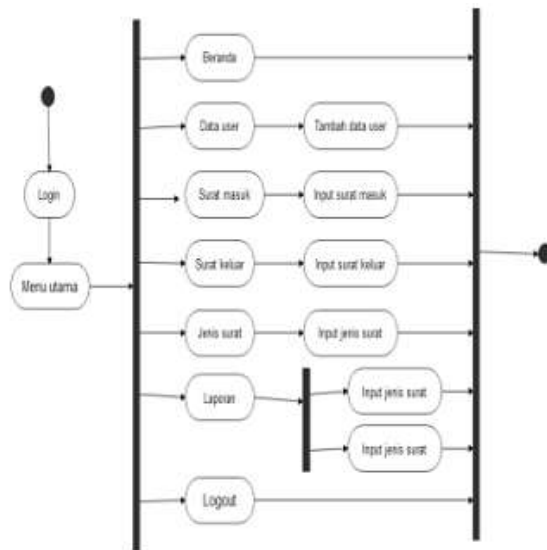 Beranda
Data user
Tambah data user
Login
Surat masuk
Input surat masuk
Menu utama
Surat keluar
Input surat keluar
Jenis surat
Input jenis surat
Laporan
Input jenis surat
Input jenis surat
Logout